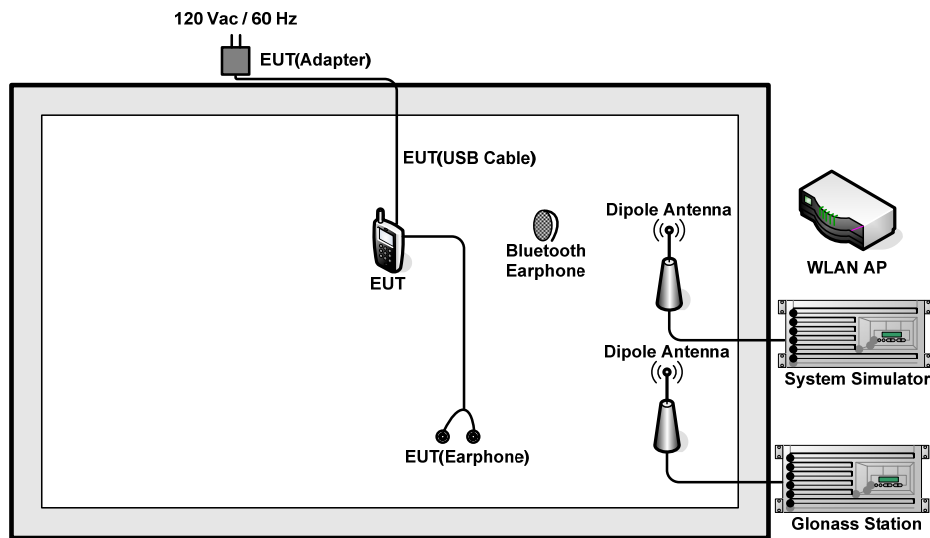 120 Vac / 60 Hz
EUT(Adapter)
EUT(USB Cable)
Dipole Antenna
Bluetooth
Earphone
WLAN AP
EUT
Dipole Antenna
System Simulator
EUT(Earphone)
Glonass Station